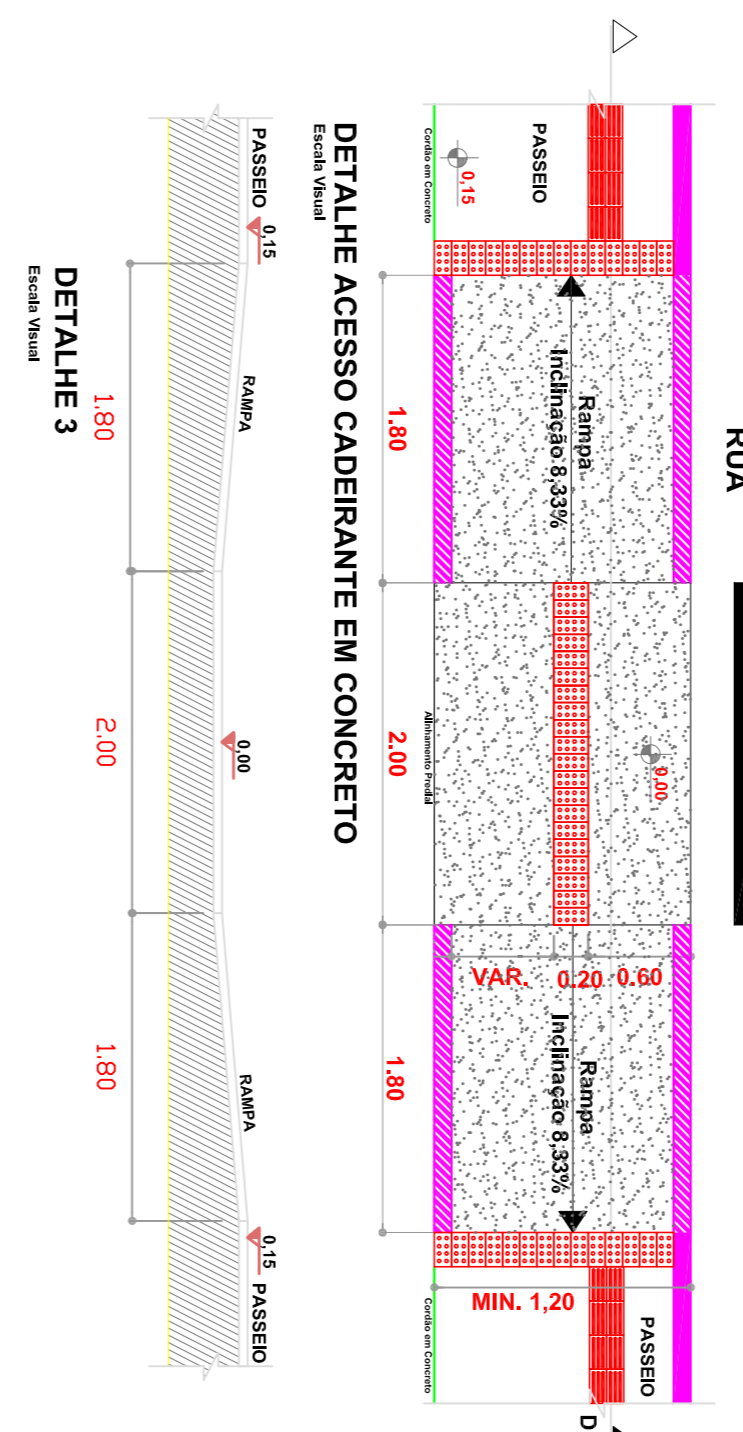 RUA
PASSEIO
Cordão em Concreto
0,15
Rampa
Inclinação 8,33%
0,00
Alinhamento Predial
VAR.
0.20
0.60
Rampa
Inclinação 8,33%
MIN. 1,20
PASSEIO
Cordão em Concreto
D
1.80
2.00
1.80
DETALHE ACESSO CADEIRANTE EM CONCRETO
Escala Visual
PASSEIO
0,15
RAMPA
0,00
RAMPA
0,15
PASSEIO
1.80
2.00
1.80
DETALHE 3
Escala Visual